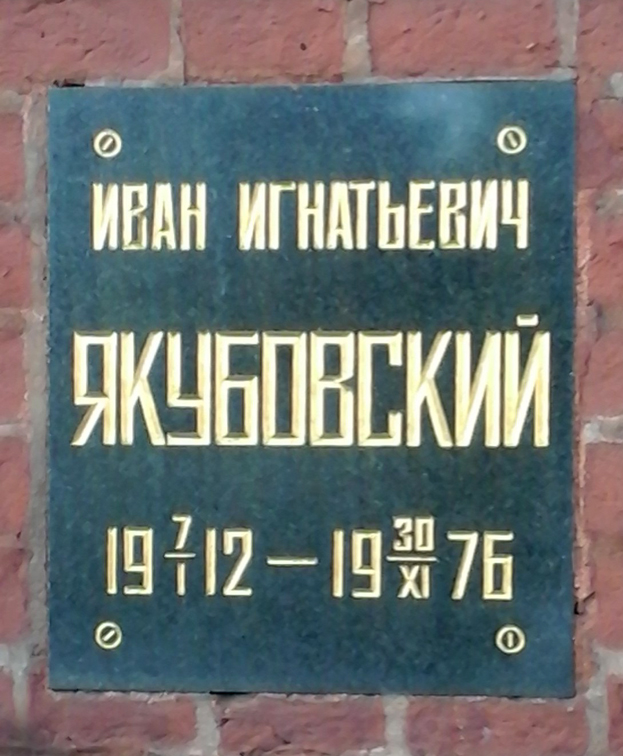 ИВАН ИГНАТЬЕВИЧ
ЯКУБОВСКИЙ
19 7/I 12 — 19 30/XI 76